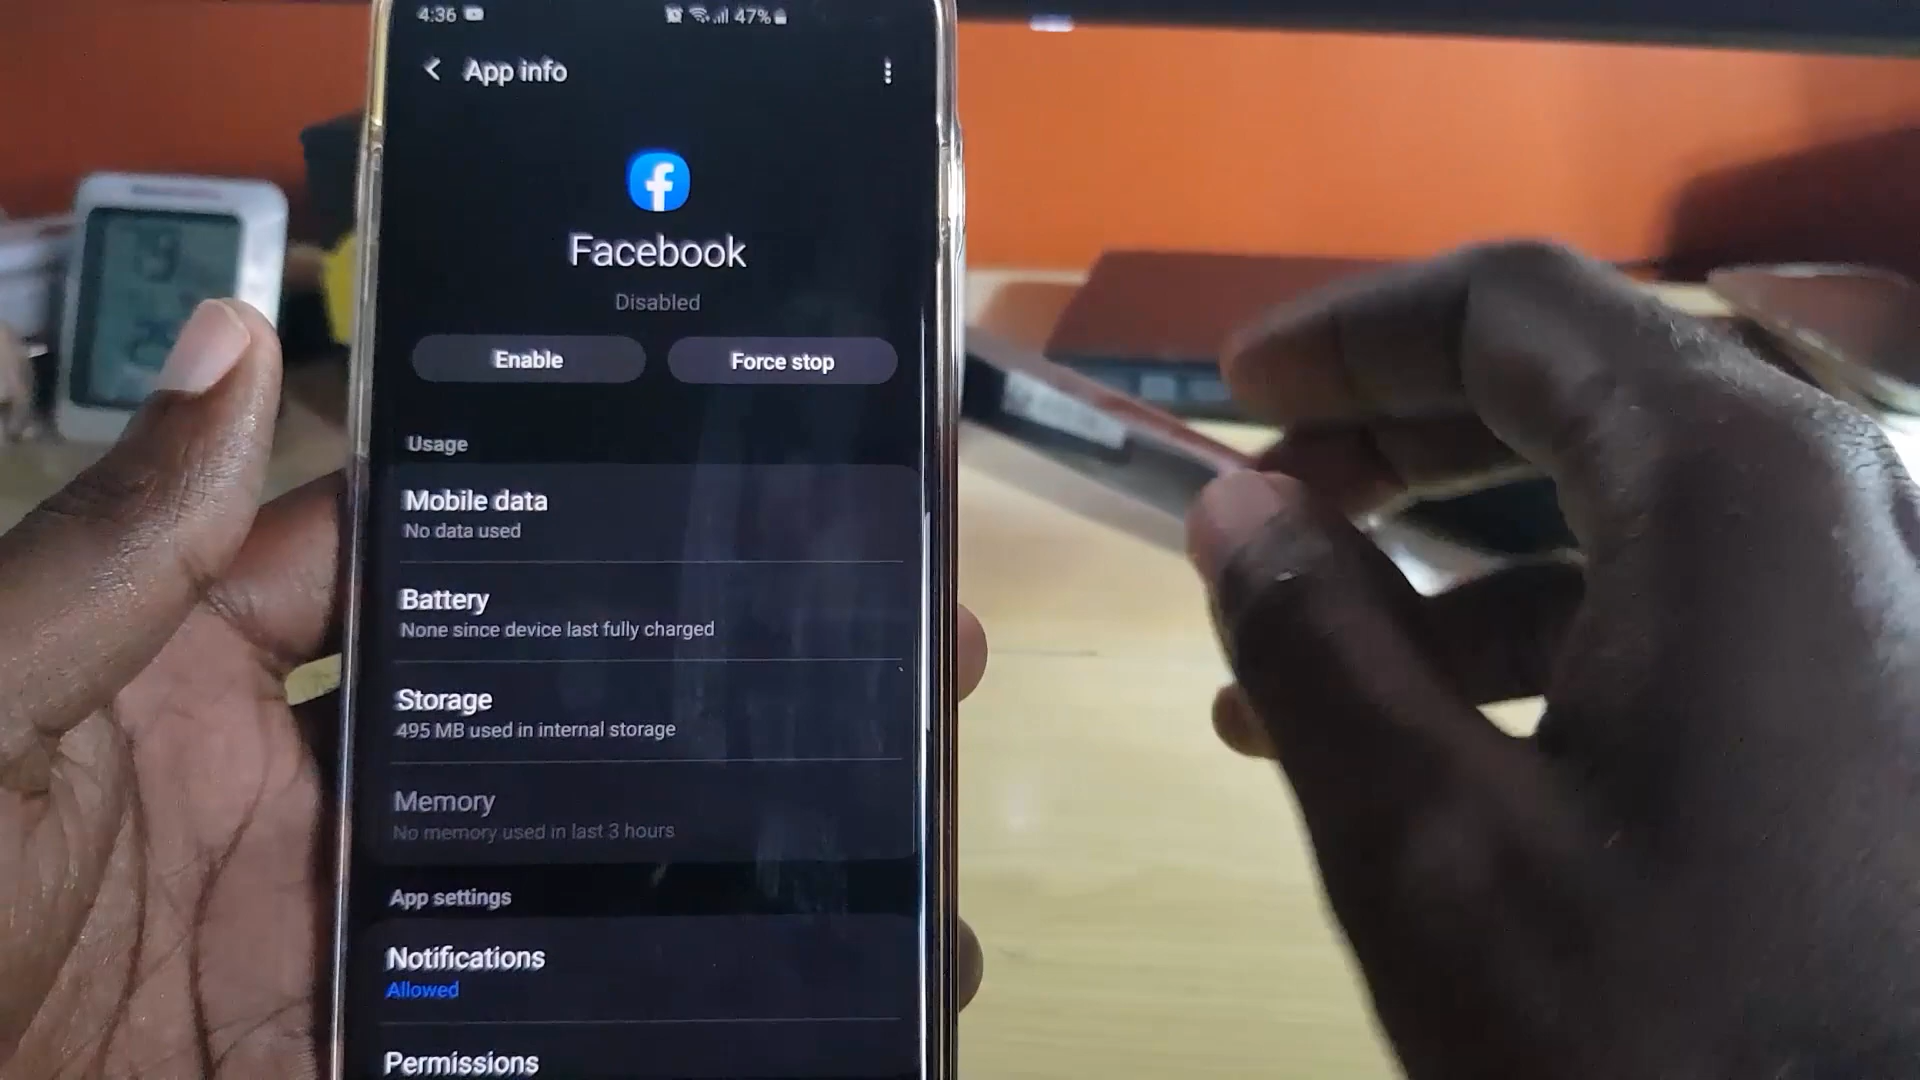 4:36
47%
App info
Facebook
Disabled
Enable
Force stop
Usage
Mobile data
No data used
Battery
None since device last fully charged
Storage
495 MB used in internal storage
Memory
No memory used in last 3 hours
App settings
Notifications
Allowed
Permissions